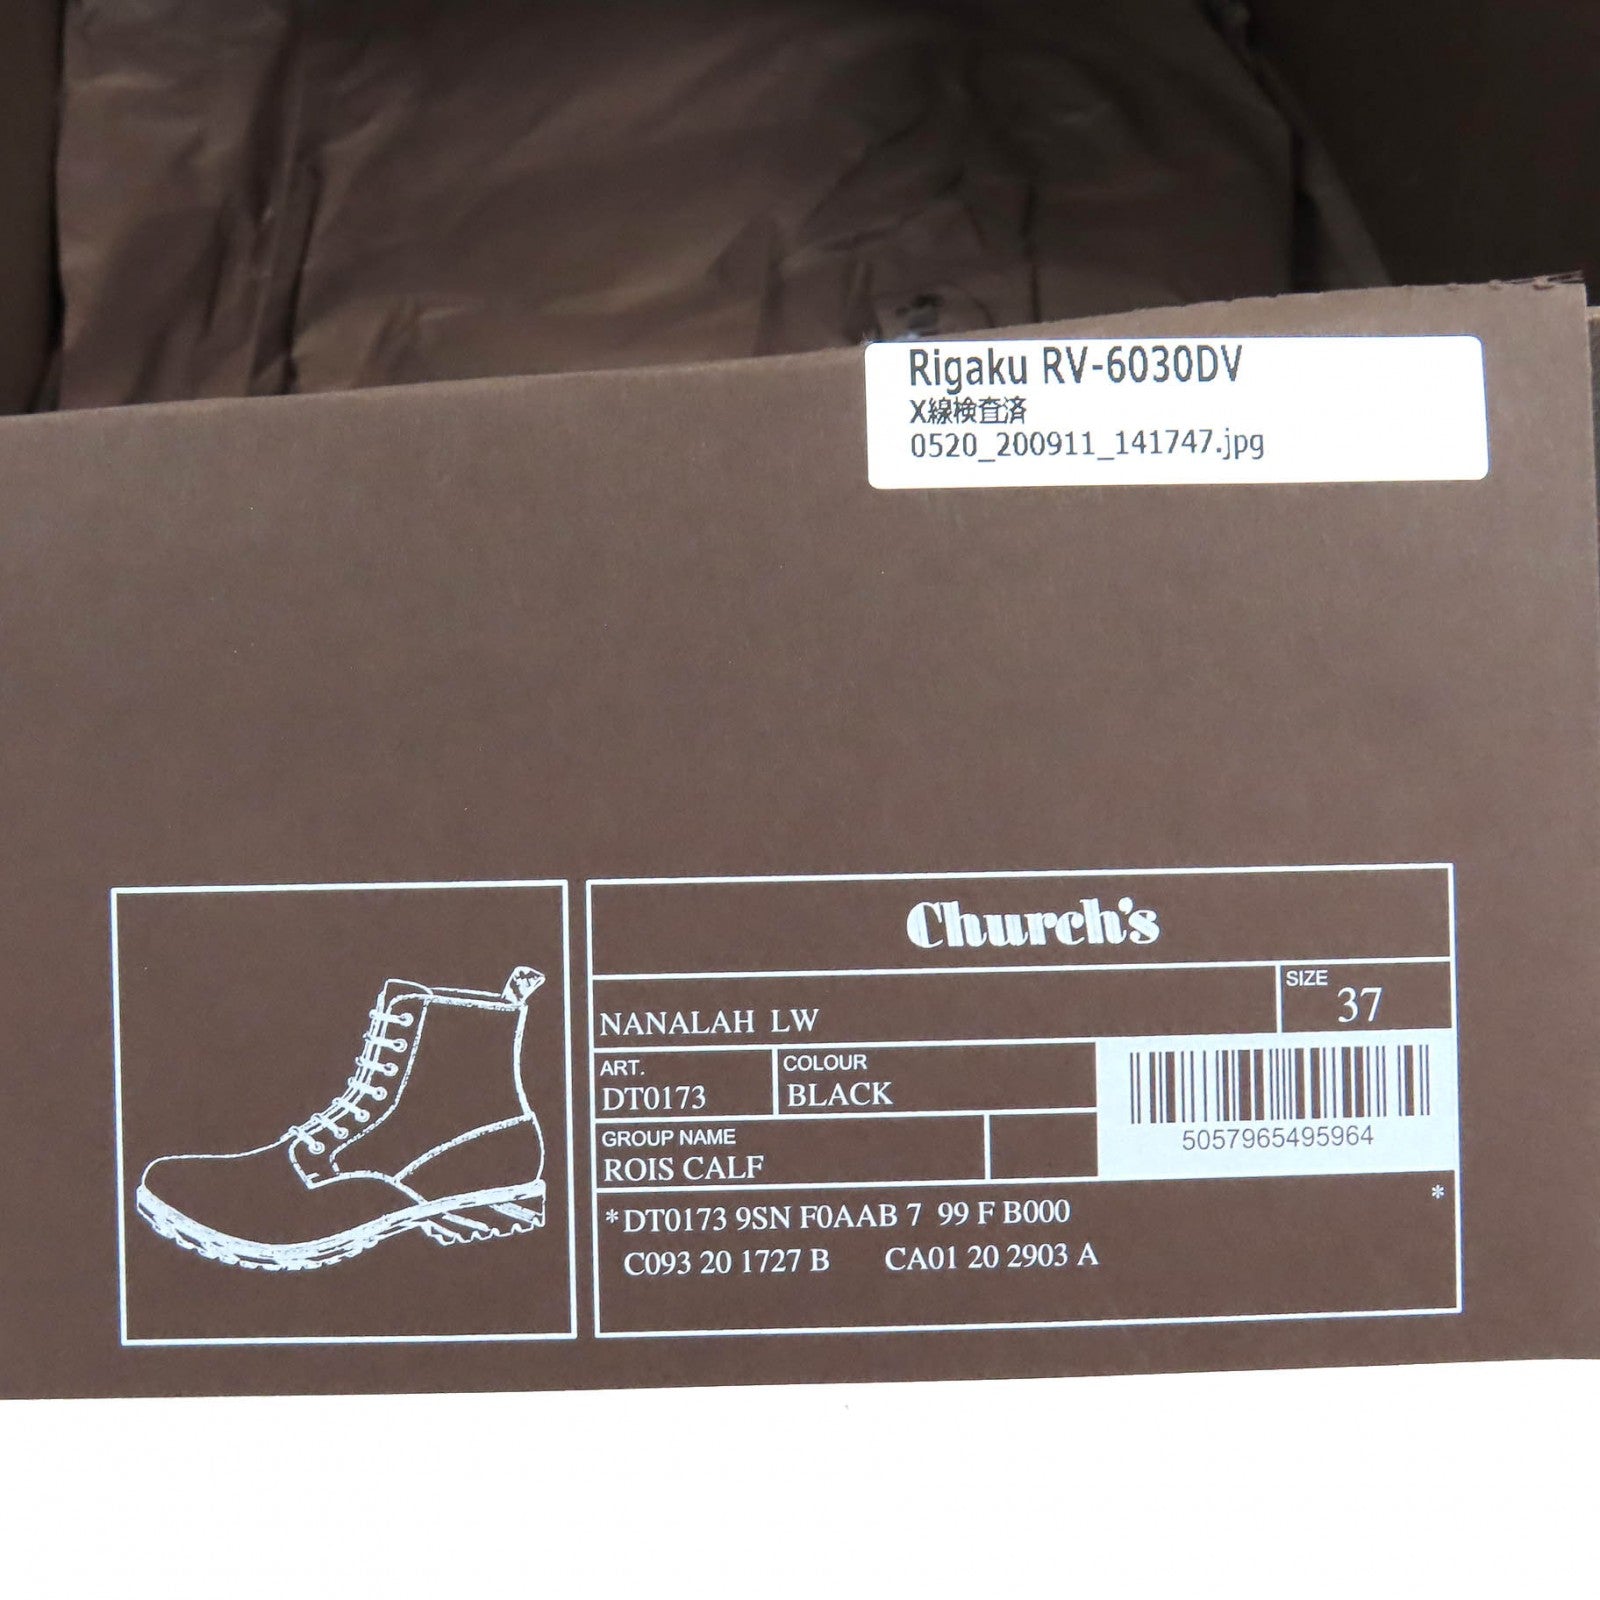 Rigaku RV-6030DV
X線検査済
0520_200911_141747.jpg
Church's
NANALAH LW
SIZE
37
ART.
DT0173
COLOUR
BLACK
5057965495964
GROUP NAME
ROIS CALF
*DT0173 9SN F0AAB 7 99 F B000 *
C093 20 1727 B CA01 20 2903 A